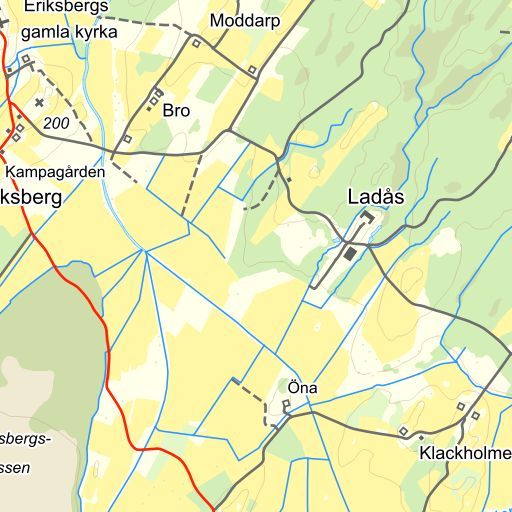 Eriksbergs
gamla kyrka
Moddarp
Bro
200
Kampagården
ksberg
Ladås
Öna
sbergs-
ssen
Klackholme